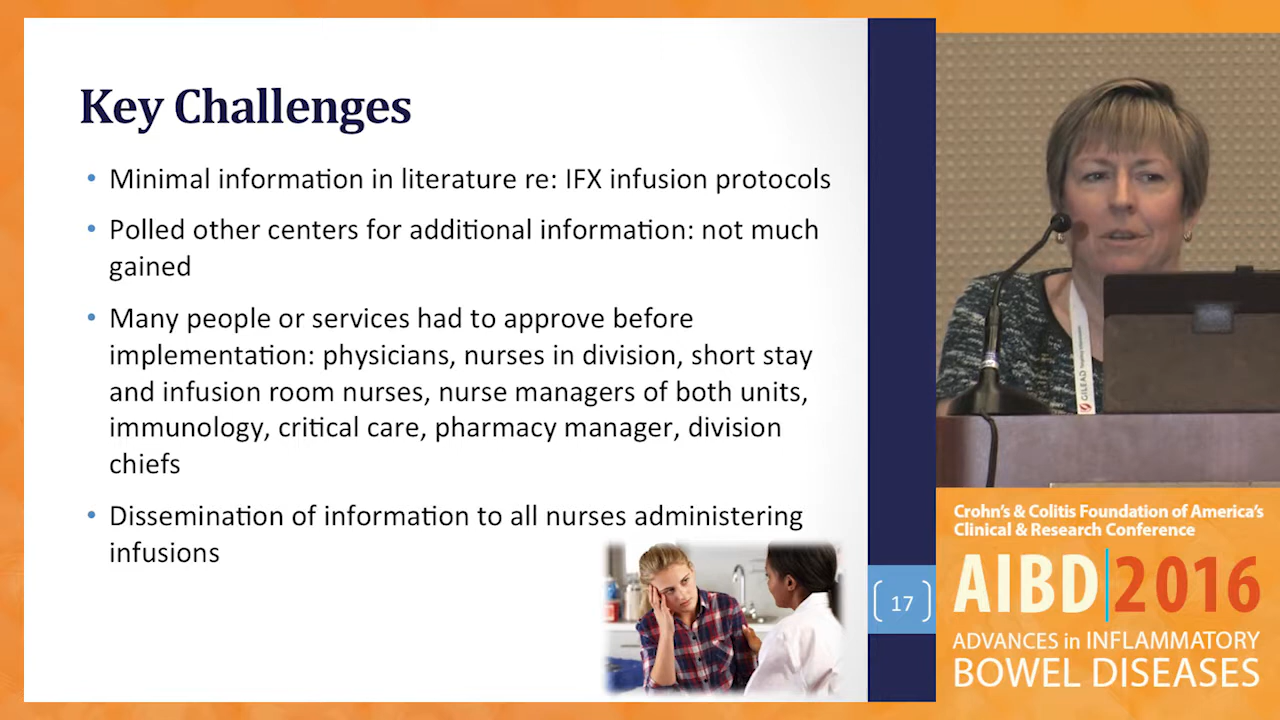 Key Challenges
• Minimal information in literature re: IFX infusion protocols
• Polled other centers for additional information: not much
gained
• Many people or services had to approve before
implementation: physicians, nurses in division, short stay
and infusion room nurses, nurse managers of both units,
immunology, critical care, pharmacy manager, division
chiefs
• Dissemination of information to all nurses administering
infusions
17
GILEAD
Crohn's & Colitis Foundation of America's
Clinical & Research Conference
AIBD|2016
ADVANCES in INFLAMMATORY
BOWEL DISEASES